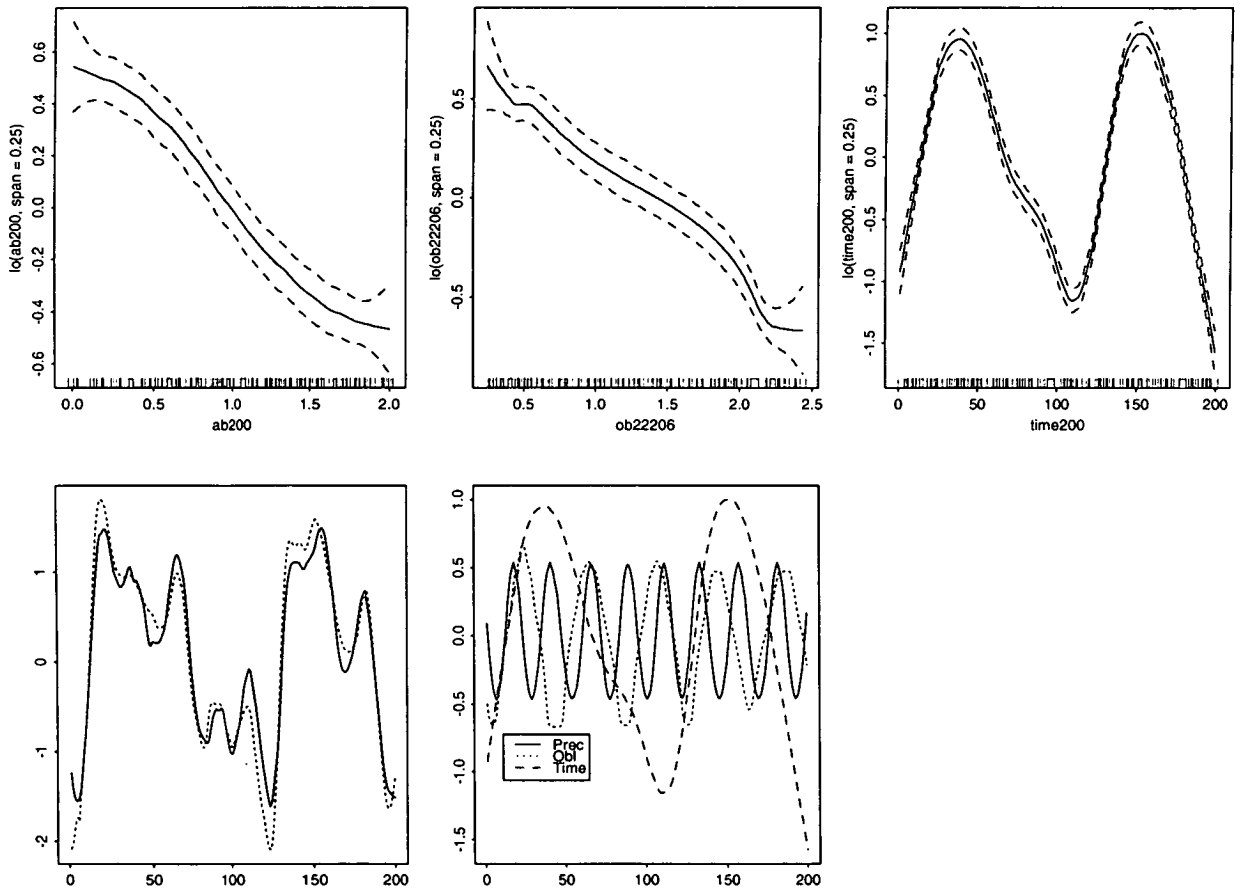 lo(ab200, span = 0.25)
0.6
0.4
0.2
0.0
-0.2
-0.4
-0.6
0.0 0.5 1.0 1.5 2.0
ab200
lo(ob22206, span = 0.25)
0.5
0.0
-0.5
0.5 1.0 1.5 2.0 2.5
ob22206
lo(time200, span = 0.25)
1.0
0.5
0.0
-0.5
-1.0
-1.5
0 50 100 150 200
time200
1
0
-1
-2
0 50 100 150 200
1.0
0.5
0.0
-0.5
-1.0
-1.5
Prec
Obl
Time
0 50 100 150 200